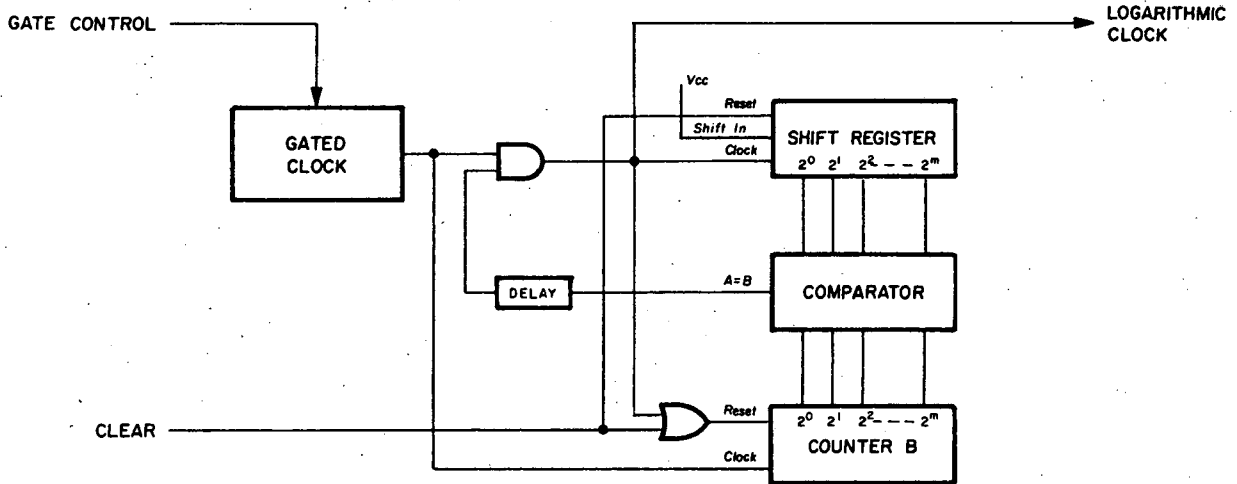 GATE CONTROL
LOGARITHMIC
CLOCK
Vcc
GATED
CLOCK
Reset
Shift In
Clock
SHIFT REGISTER
2⁰ 2¹ 2² - - - 2ᵐ
DELAY
A=B
COMPARATOR
CLEAR
Reset
Clock
2⁰ 2¹ 2² - - - 2ᵐ
COUNTER B